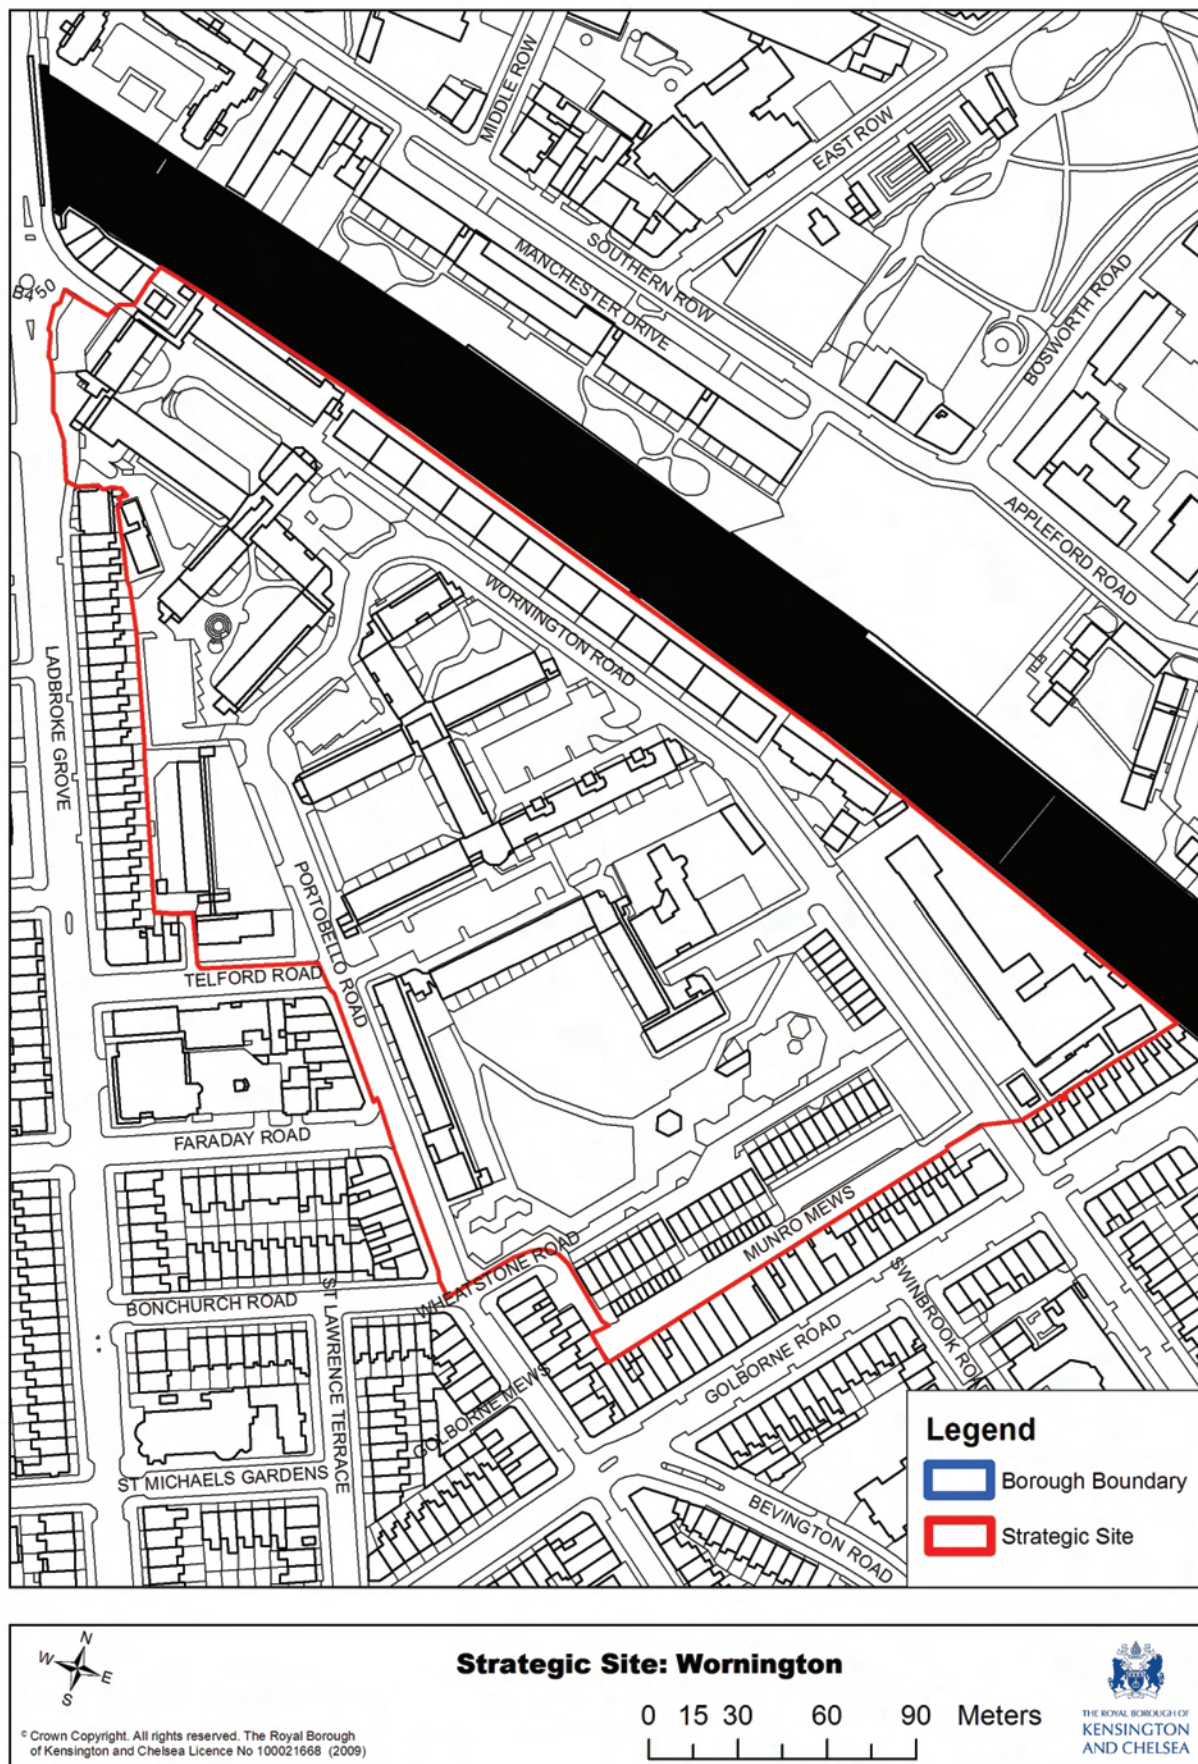 MIDDLE ROW
EAST ROW
SOUTHERN ROW
MANCHESTER DRIVE
BOSWORTH ROAD
APPLEFORD ROAD
WORNINGTON ROAD
LADBROKE GROVE
PORTOBELLO ROAD
TELFORD ROAD
FARADAY ROAD
WHEATSTONE ROAD
MUNRO MEWS
BONCHURCH ROAD
ST LAWRENCE TERRACE
SWINBROOK
GOLBORNE ROAD
GOLBORNE MEWS
ST MICHAELS GARDENS
BEVINGTON ROAD
Legend
Borough Boundary
Strategic Site
N
W
E
S
Strategic Site: Wornington
0 15 30 60 90 Meters
© Crown Copyright. All rights reserved. The Royal Borough
of Kensington and Chelsea Licence No 100021668 (2009)
THE ROYAL BOROUGH OF
KENSINGTON
AND CHELSEA